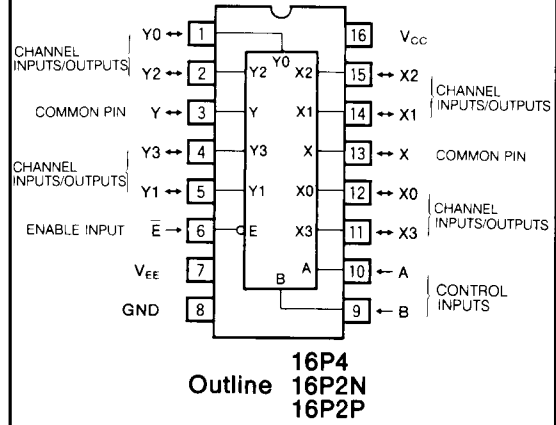 Y0 ↔ 1
16 VCC
CHANNEL
INPUTS/OUTPUTS
Y2 ↔ 2
Y0
Y2 X2
15 ↔ X2
CHANNEL
INPUTS/OUTPUTS
COMMON PIN Y ↔ 3
Y X1
14 ↔ X1
CHANNEL
INPUTS/OUTPUTS
Y3 ↔ 4
Y3 X
13 ↔ X COMMON PIN
Y1 ↔ 5
Y1 X0
12 ↔ X0
CHANNEL
INPUTS/OUTPUTS
ENABLE INPUT E̅ → 6
E X3
11 ↔ X3
VEE 7
A
10 ← A
CONTROL
INPUTS
GND 8
B
9 ← B
16P4
Outline 16P2N
16P2P